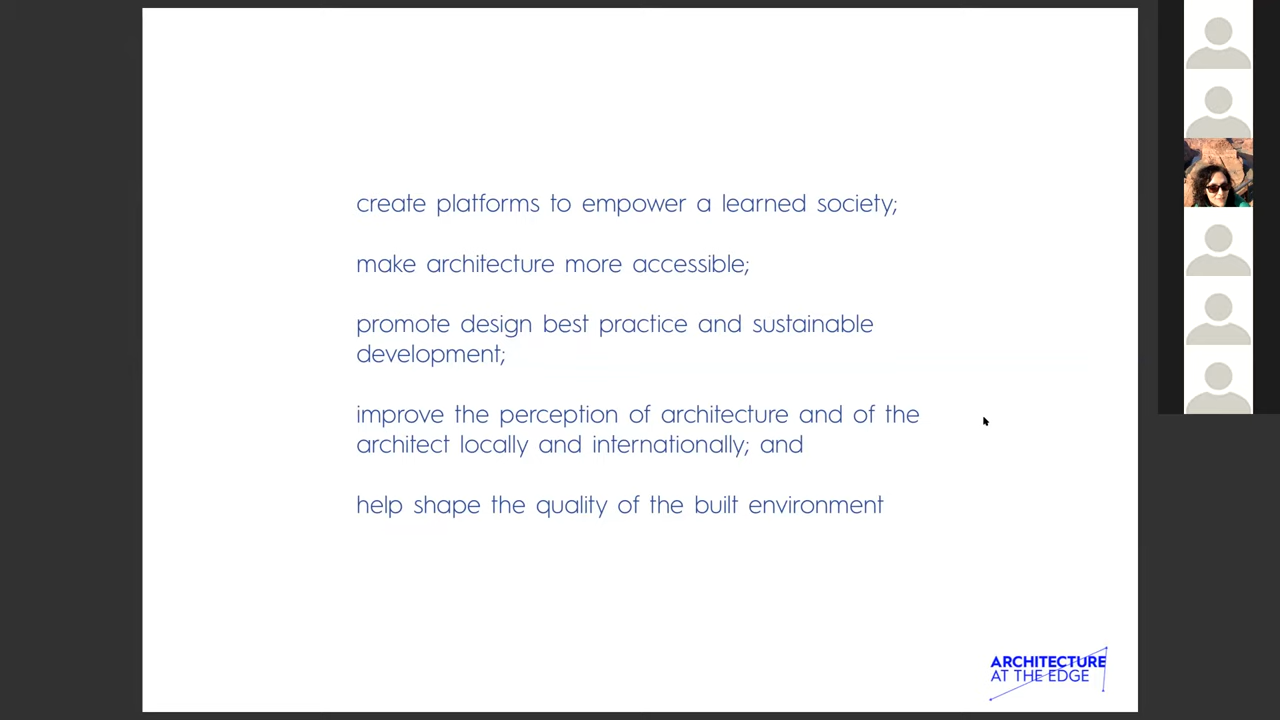 create platforms to empower a learned society;
make architecture more accessible;
promote design best practice and sustainable
development;
improve the perception of architecture and of the
architect locally and internationally; and
help shape the quality of the built environment
ARCHITECTURE
AT THE EDGE